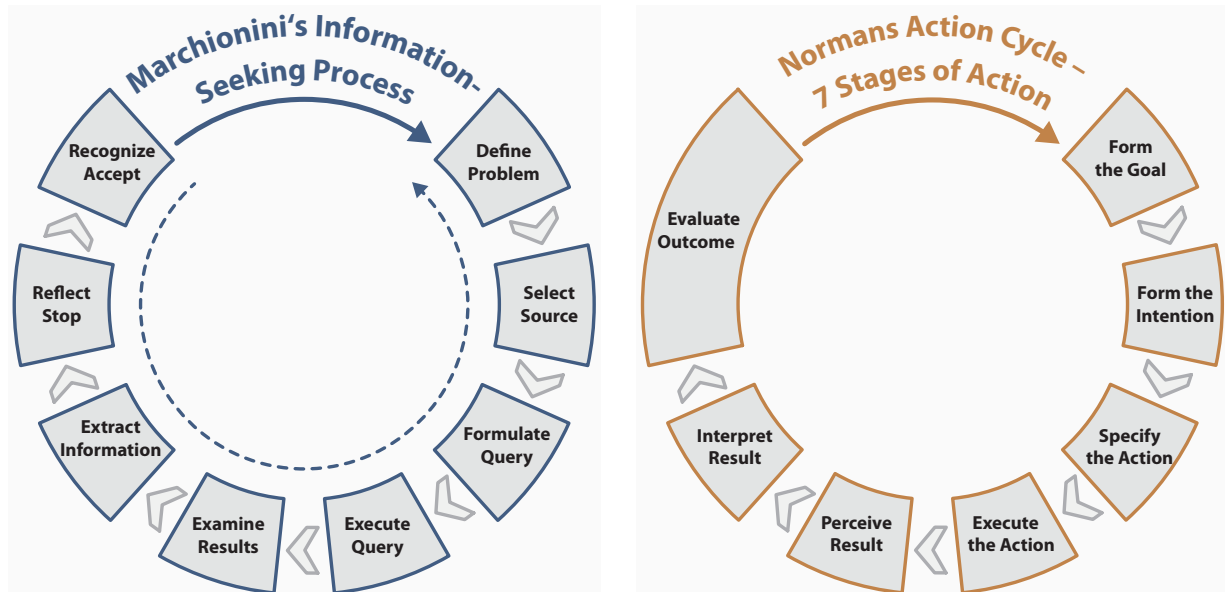 Marchionini‘s Information-
Seeking Process
Recognize
Accept
Define
Problem
Select
Source
Formulate
Query
Execute
Query
Examine
Results
Extract
Information
Reflect
Stop
Normans Action Cycle –
7 Stages of Action
Form
the Goal
Form the
Intention
Specify
the Action
Execute
the Action
Perceive
Result
Interpret
Result
Evaluate
Outcome